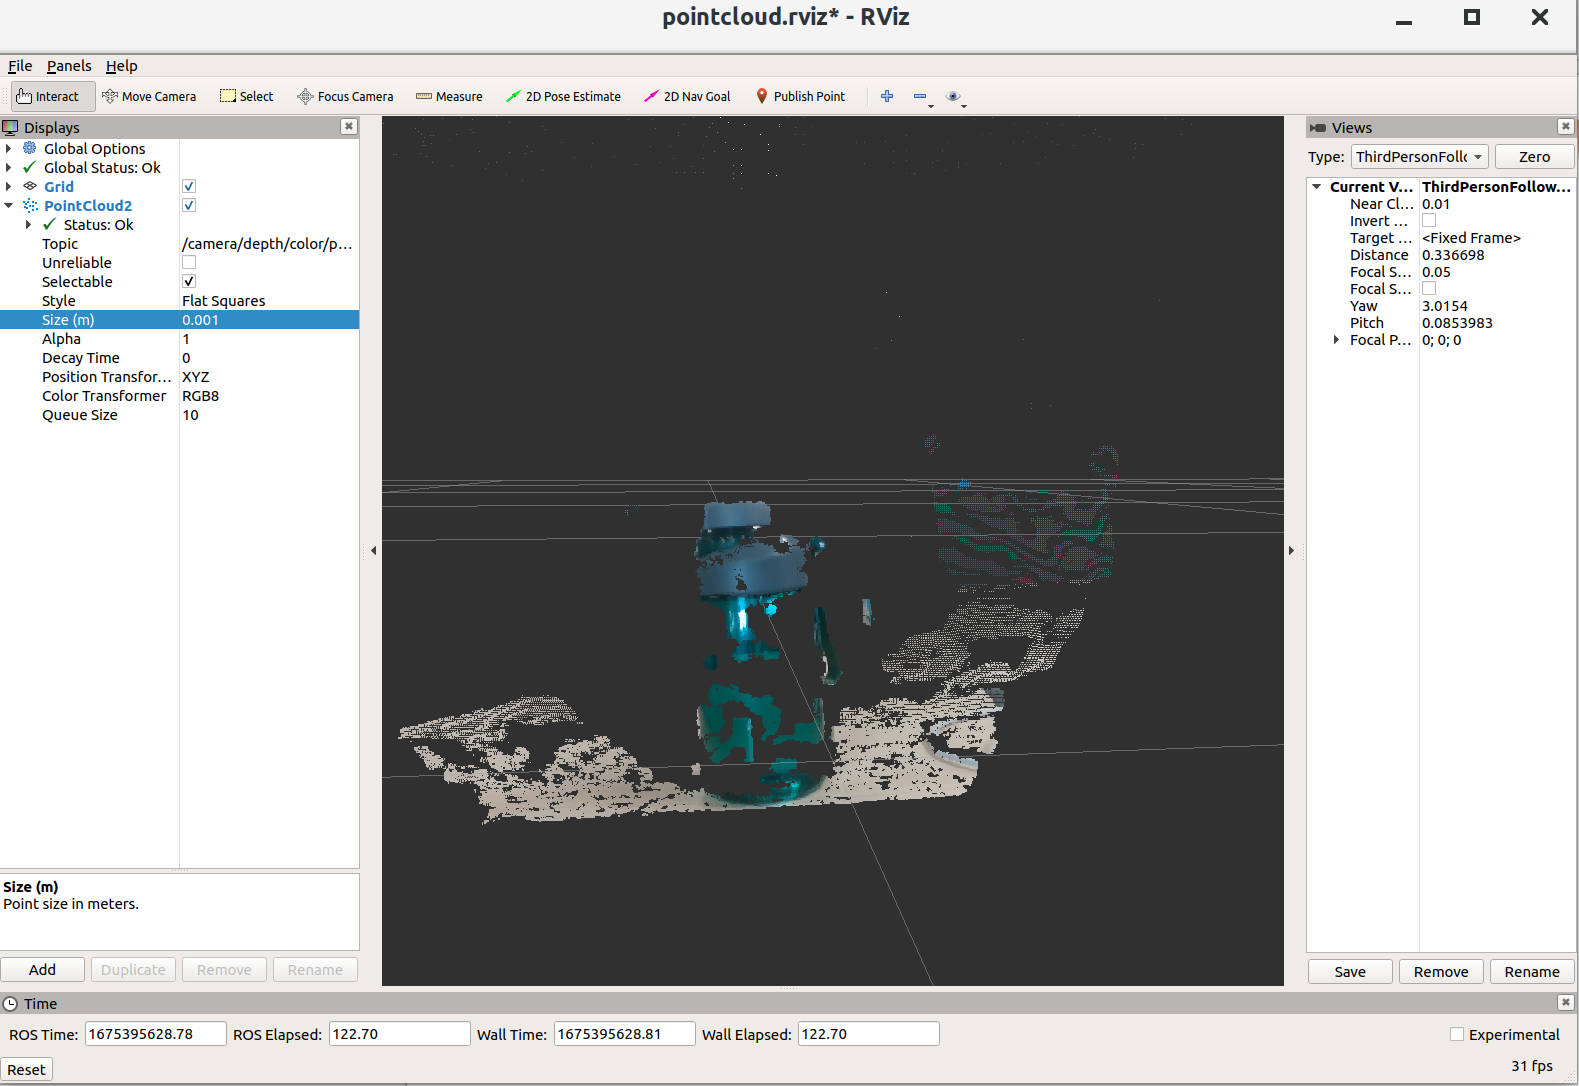 pointcloud.rviz* - RViz
File Panels Help
Interact Move Camera Select Focus Camera Measure 2D Pose Estimate 2D Nav Goal Publish Point
Displays
Global Options
Global Status: Ok
Grid
PointCloud2
Status: Ok
Topic /camera/depth/color/p...
Unreliable
Selectable
Style Flat Squares
Size (m) 0.001
Alpha 1
Decay Time 0
Position Transfor... XYZ
Color Transformer RGB8
Queue Size 10
Size (m)
Point size in meters.
Add Duplicate Remove Rename
Views
Type: ThirdPersonFoll Zero
Current V... ThirdPersonFollow...
Near Cl... 0.01
Invert ...
Target ... <Fixed Frame>
Distance 0.336698
Focal S... 0.05
Focal S...
Yaw 3.0154
Pitch 0.0853983
Focal P... 0; 0; 0
Save Remove Rename
Time
ROS Time: 1675395628.78 ROS Elapsed: 122.70 Wall Time: 1675395628.81 Wall Elapsed: 122.70 Experimental
Reset 31 fps